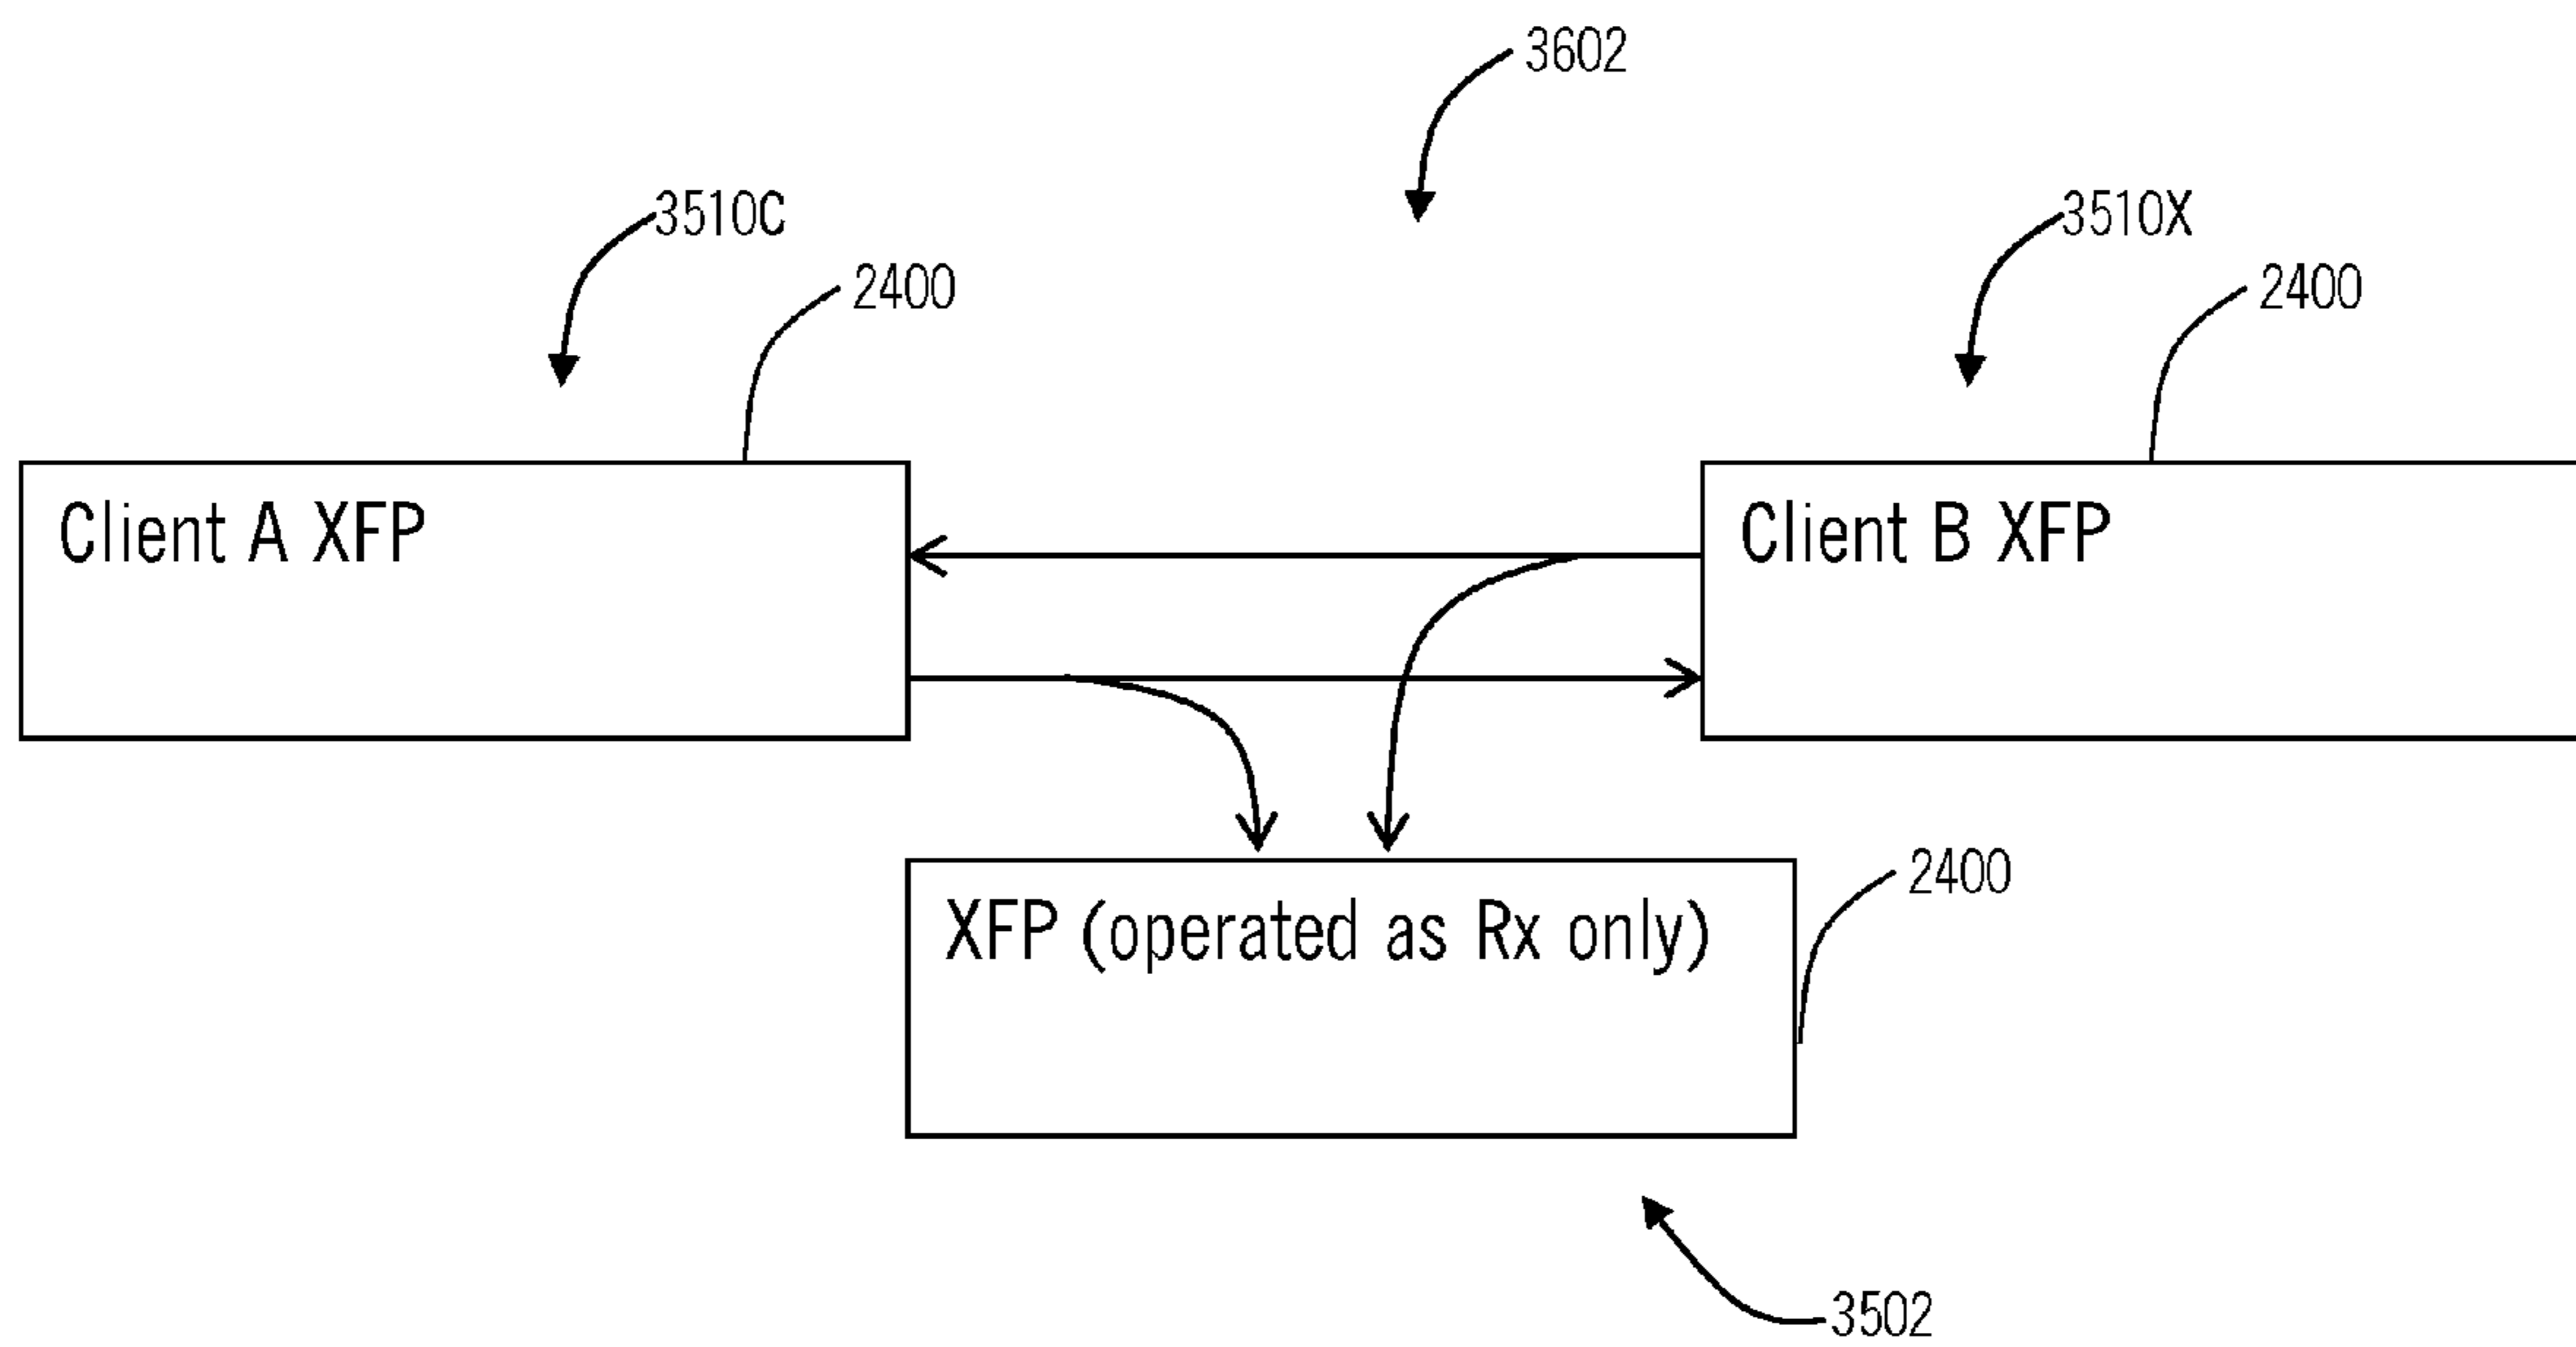 3602
3510C
3510X
2400
2400
Client A XFP
Client B XFP
2400
XFP (operated as Rx only)
3502